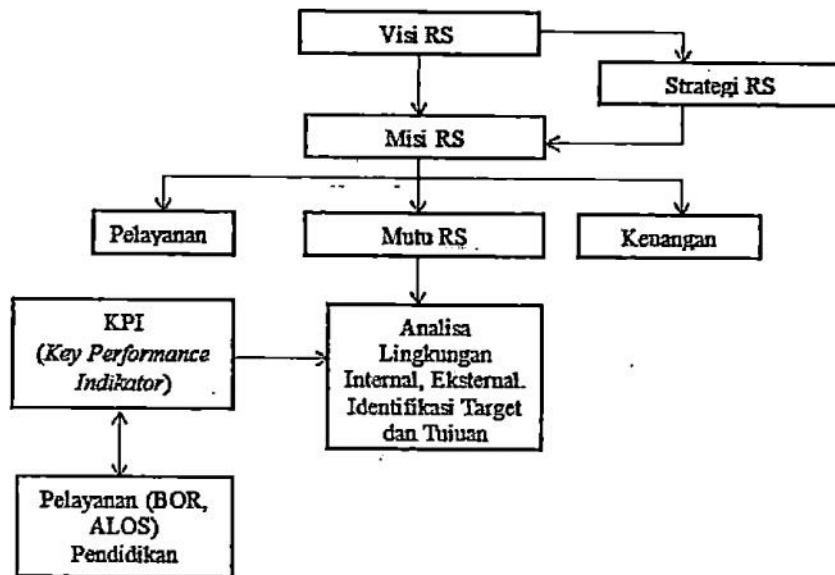 Visi RS
Strategi RS
Misi RS
Pelayanan
Mutu RS
Keuangan
KPI
(Key Performance
Indikator)
Analisa
Lingkungan
Internal, Eksternal.
Identifikasi Target
dan Tujuan
Pelayanan (BOR,
ALOS)
Pendidikan